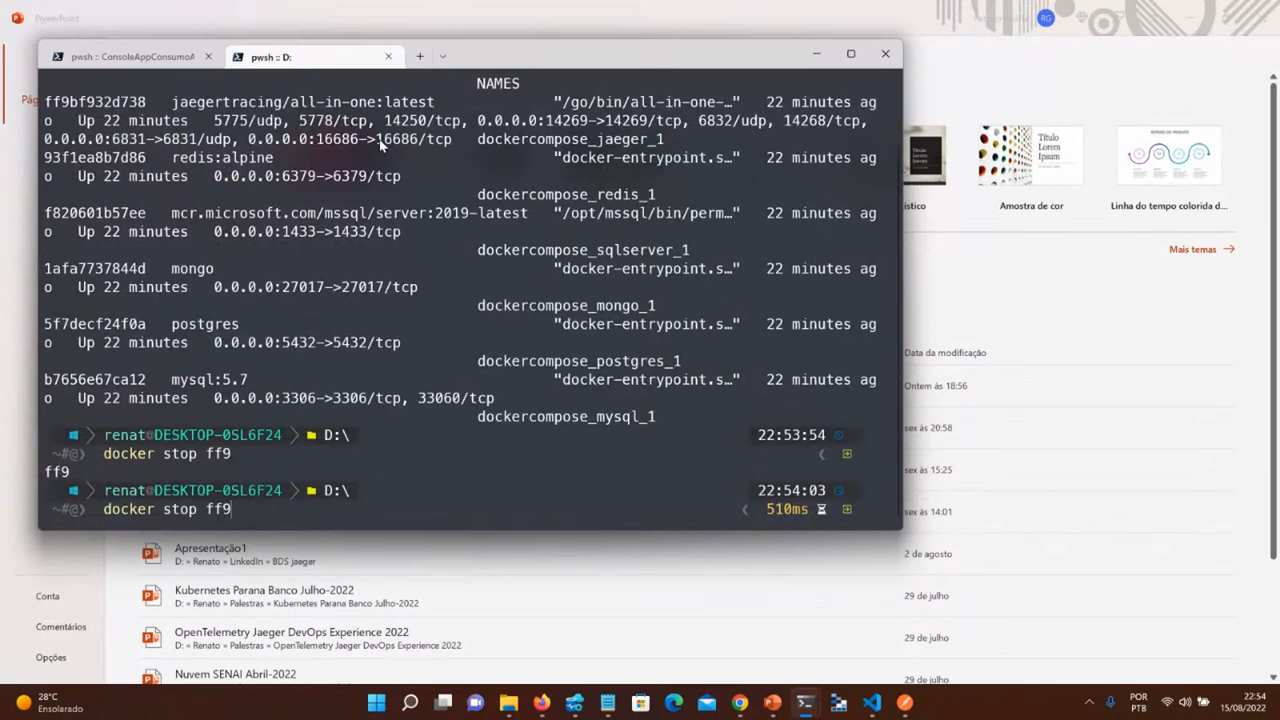 PowerPoint
RG
pwsh :: ConsoleAppConsumoA
pwsh :: D:
NAMES
ff9bf932d738 jaegertracing/all-in-one:latest "/go/bin/all-in-one-…" 22 minutes ag
o Up 22 minutes 5775/udp, 5778/tcp, 14250/tcp, 0.0.0.0:14269->14269/tcp, 6832/udp, 14268/tcp,
0.0.0.0:6831->6831/udp, 0.0.0.0:16686->16686/tcp dockercompose_jaeger_1
93f1ea8b7d86 redis:alpine "docker-entrypoint.s…" 22 minutes ag
o Up 22 minutes 0.0.0.0:6379->6379/tcp
dockercompose_redis_1
f820601b57ee mcr.microsoft.com/mssql/server:2019-latest "/opt/mssql/bin/perm…" 22 minutes ag
o Up 22 minutes 0.0.0.0:1433->1433/tcp
dockercompose_sqlserver_1
1afa7737844d mongo "docker-entrypoint.s…" 22 minutes ag
o Up 22 minutes 0.0.0.0:27017->27017/tcp
dockercompose_mongo_1
5f7decf24f0a postgres "docker-entrypoint.s…" 22 minutes ag
o Up 22 minutes 0.0.0.0:5432->5432/tcp
dockercompose_postgres_1
b7656e67ca12 mysql:5.7 "docker-entrypoint.s…" 22 minutes ag
o Up 22 minutes 0.0.0.0:3306->3306/tcp, 33060/tcp
dockercompose_mysql_1
renat@DESKTOP-0SL6F24 D:\ 22:53:54
~#@❯ docker stop ff9
ff9
renat@DESKTOP-0SL6F24 D:\ 22:54:03
~#@❯ docker stop ff9 510ms
Título
Lorem
Ipsum
Amostra de cor
Linha do tempo colorida d...
Mais temas
Data da modificação
Ontem às 18:56
sex às 20:58
sex às 15:25
sex às 14:01
Apresentação1
D: » Renato » LinkedIn » BDS jaeger
2 de agosto
Kubernetes Parana Banco Julho-2022
D: » Renato » Palestras » Kubernetes Parana Banco Julho-2022
29 de julho
OpenTelemetry Jaeger DevOps Experience 2022
D: » Renato » Palestras » OpenTelemetry Jaeger DevOps Experience 2022
29 de julho
Nuvem SENAI Abril-2022
29 de julho
Conta
Comentários
Opções
28°C
Ensolarado
POR
PTB
22:54
15/08/2022